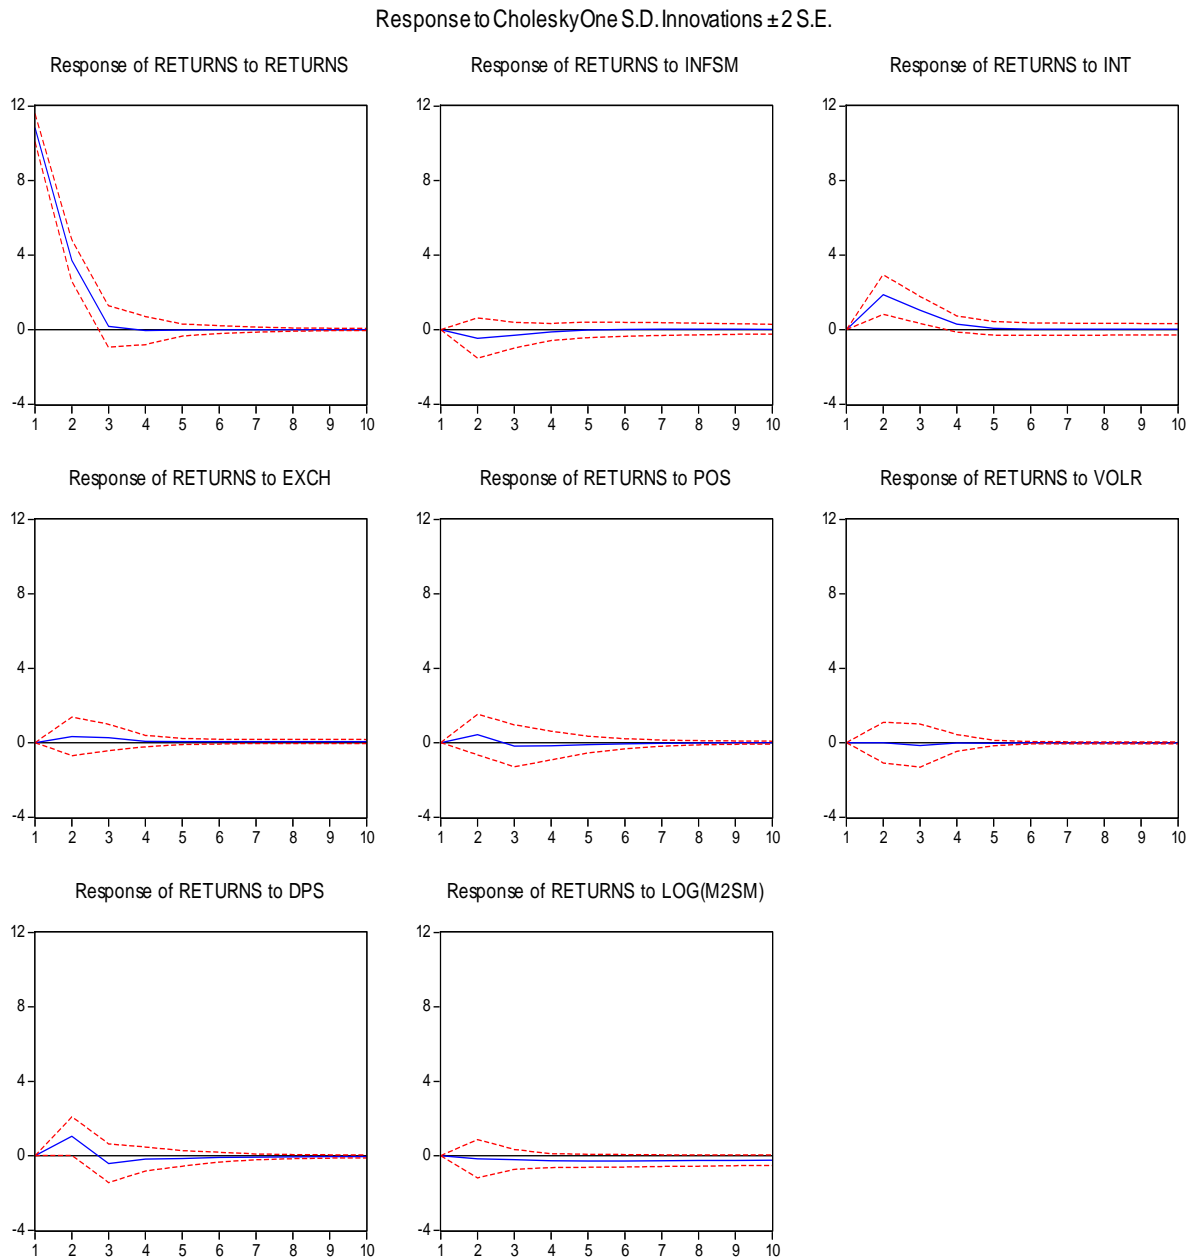 Response to Cholesky One S.D. Innovations ± 2 S.E.
Response of RETURNS to RETURNS
12
8
4
0
-4
1 2 3 4 5 6 7 8 9 10
Response of RETURNS to INFSM
12
8
4
0
-4
1 2 3 4 5 6 7 8 9 10
Response of RETURNS to INT
12
8
4
0
-4
1 2 3 4 5 6 7 8 9 10
Response of RETURNS to EXCH
12
8
4
0
-4
1 2 3 4 5 6 7 8 9 10
Response of RETURNS to POS
12
8
4
0
-4
1 2 3 4 5 6 7 8 9 10
Response of RETURNS to VOLR
12
8
4
0
-4
1 2 3 4 5 6 7 8 9 10
Response of RETURNS to DPS
12
8
4
0
-4
1 2 3 4 5 6 7 8 9 10
Response of RETURNS to LOG(M2SM)
12
8
4
0
-4
1 2 3 4 5 6 7 8 9 10